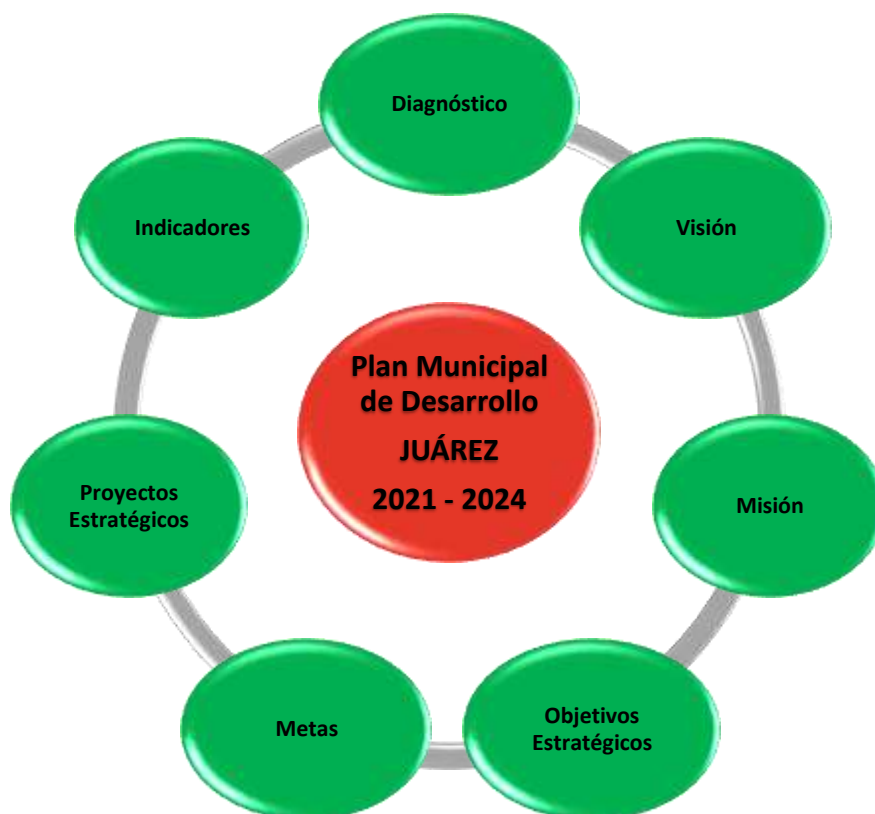 Diagnóstico
Visión
Misión
Objetivos
Estratégicos
Metas
Proyectos
Estratégicos
Indicadores
Plan Municipal
de Desarrollo
JUÁREZ
2021 - 2024